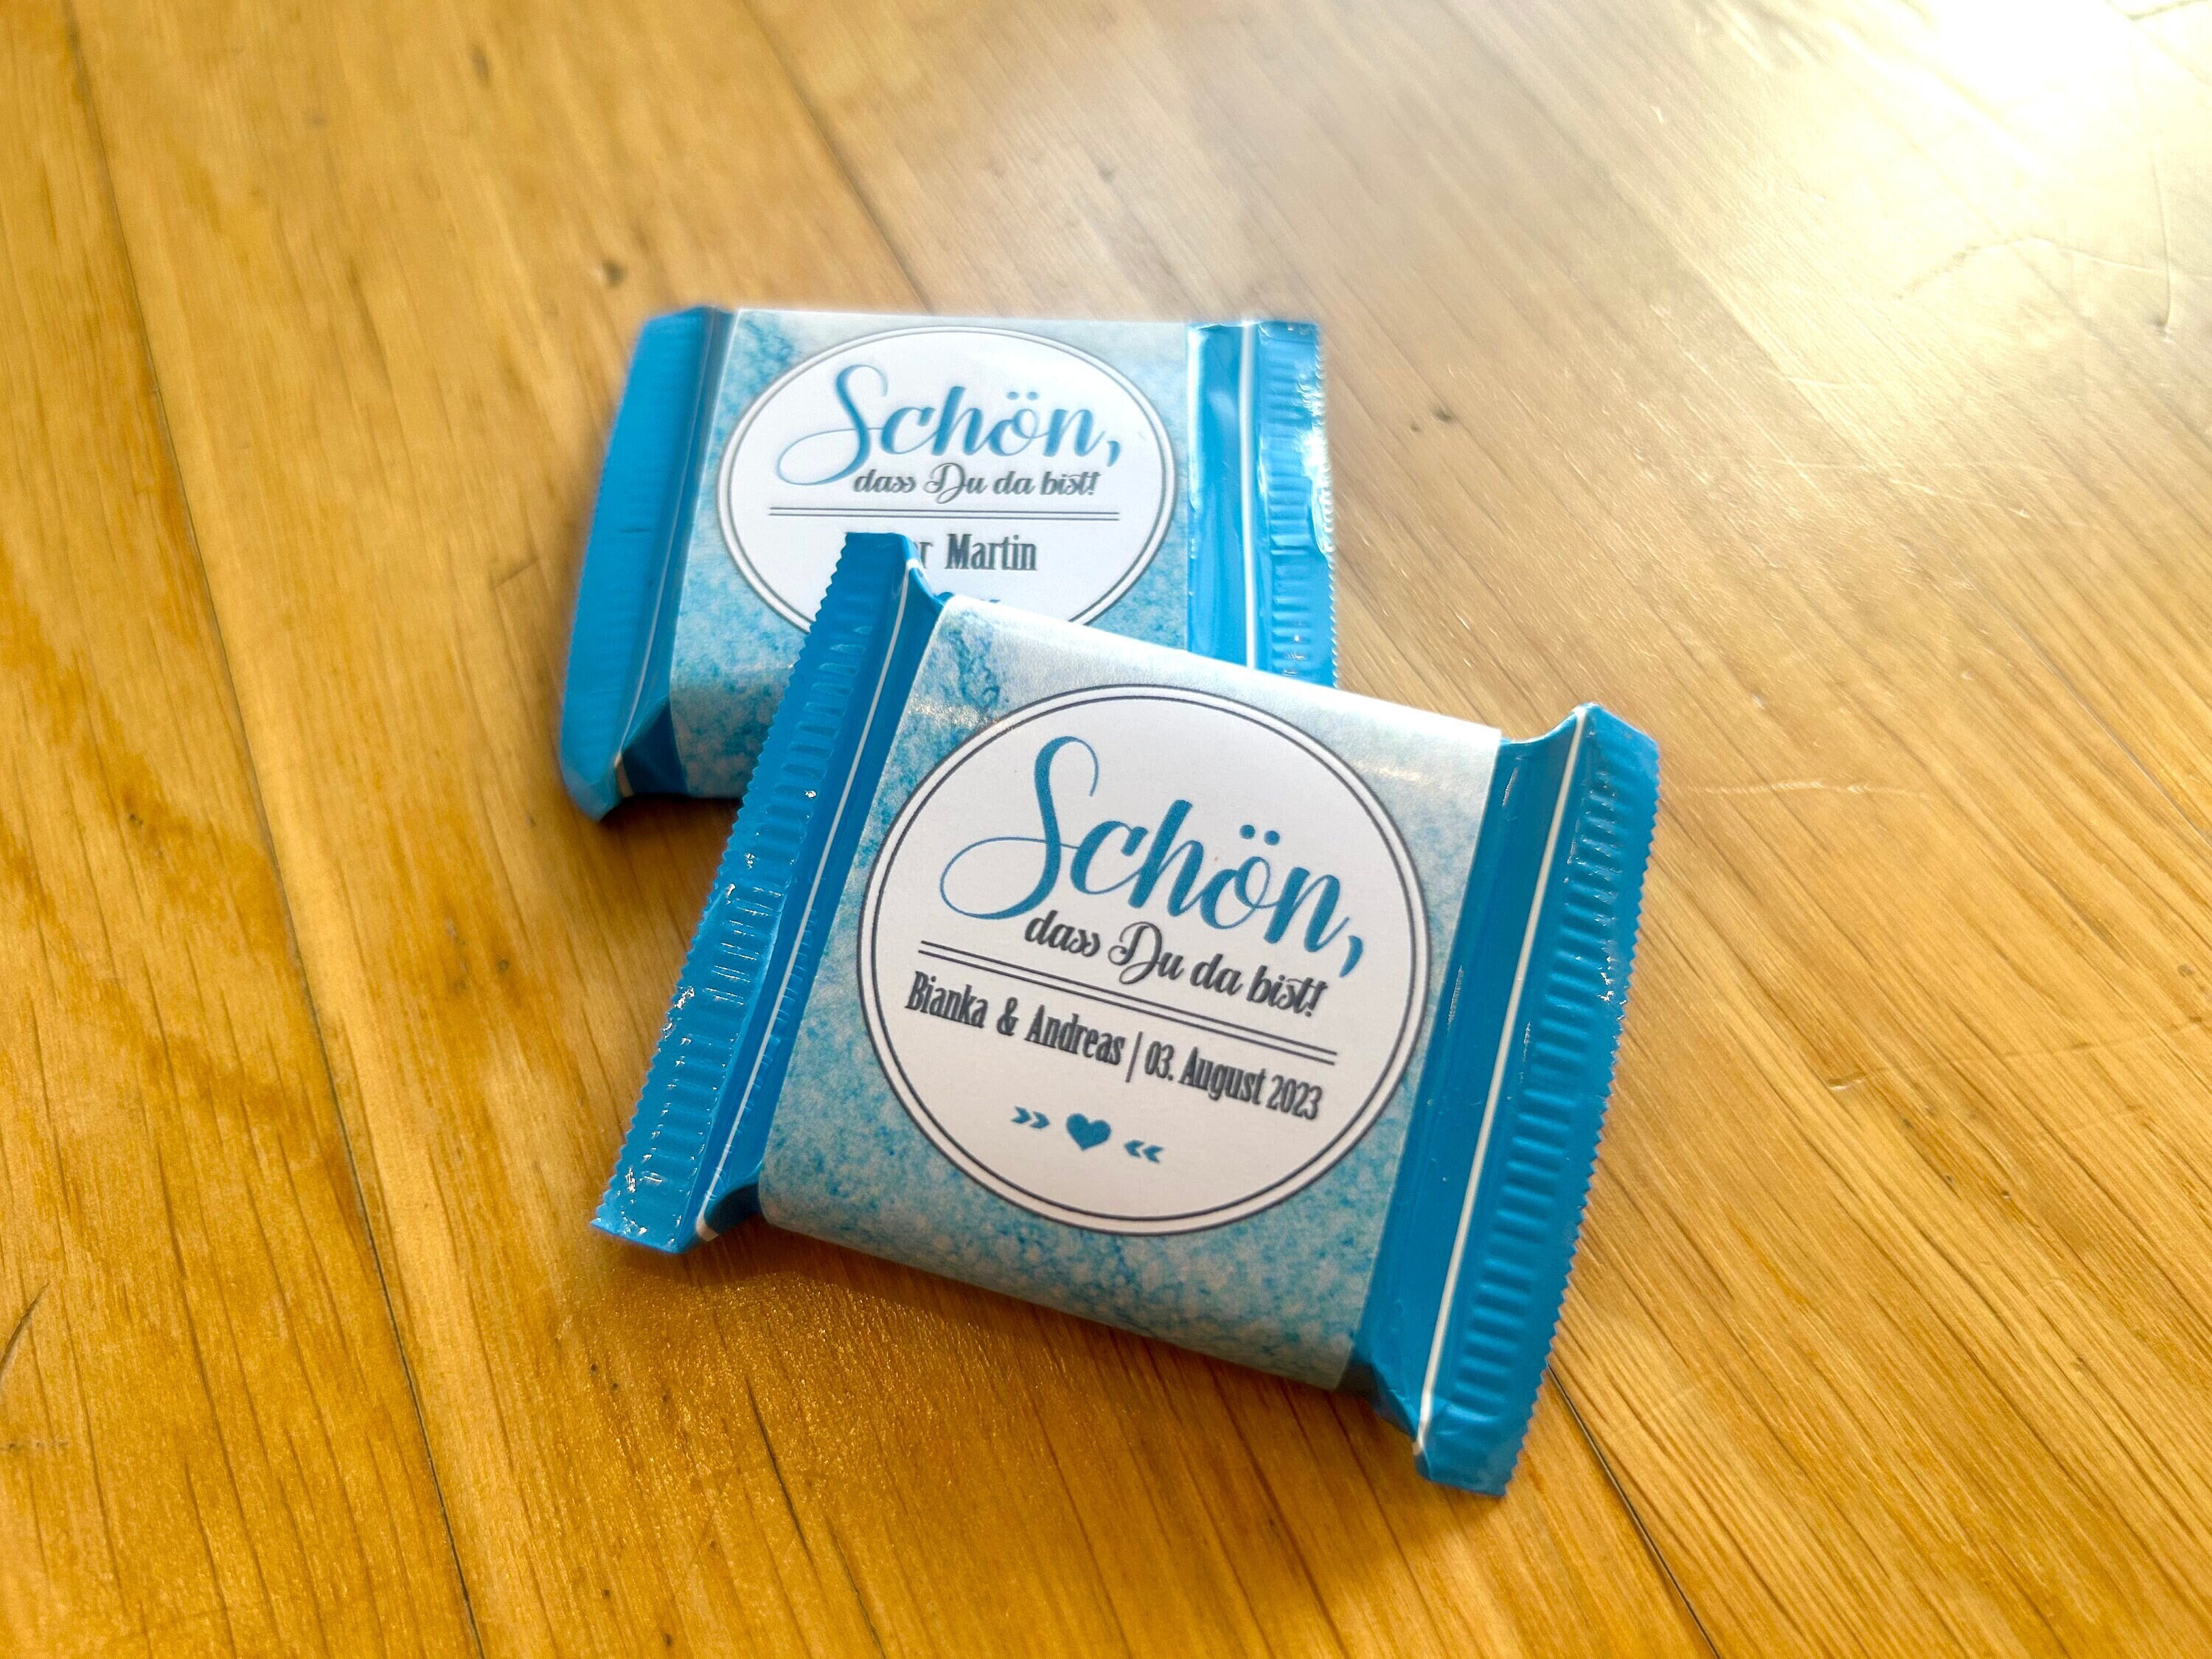 Schön,
dass Du da bist!
Martin
Schön,
dass Du da bist!
Bianka & Andreas | 03. August 2023